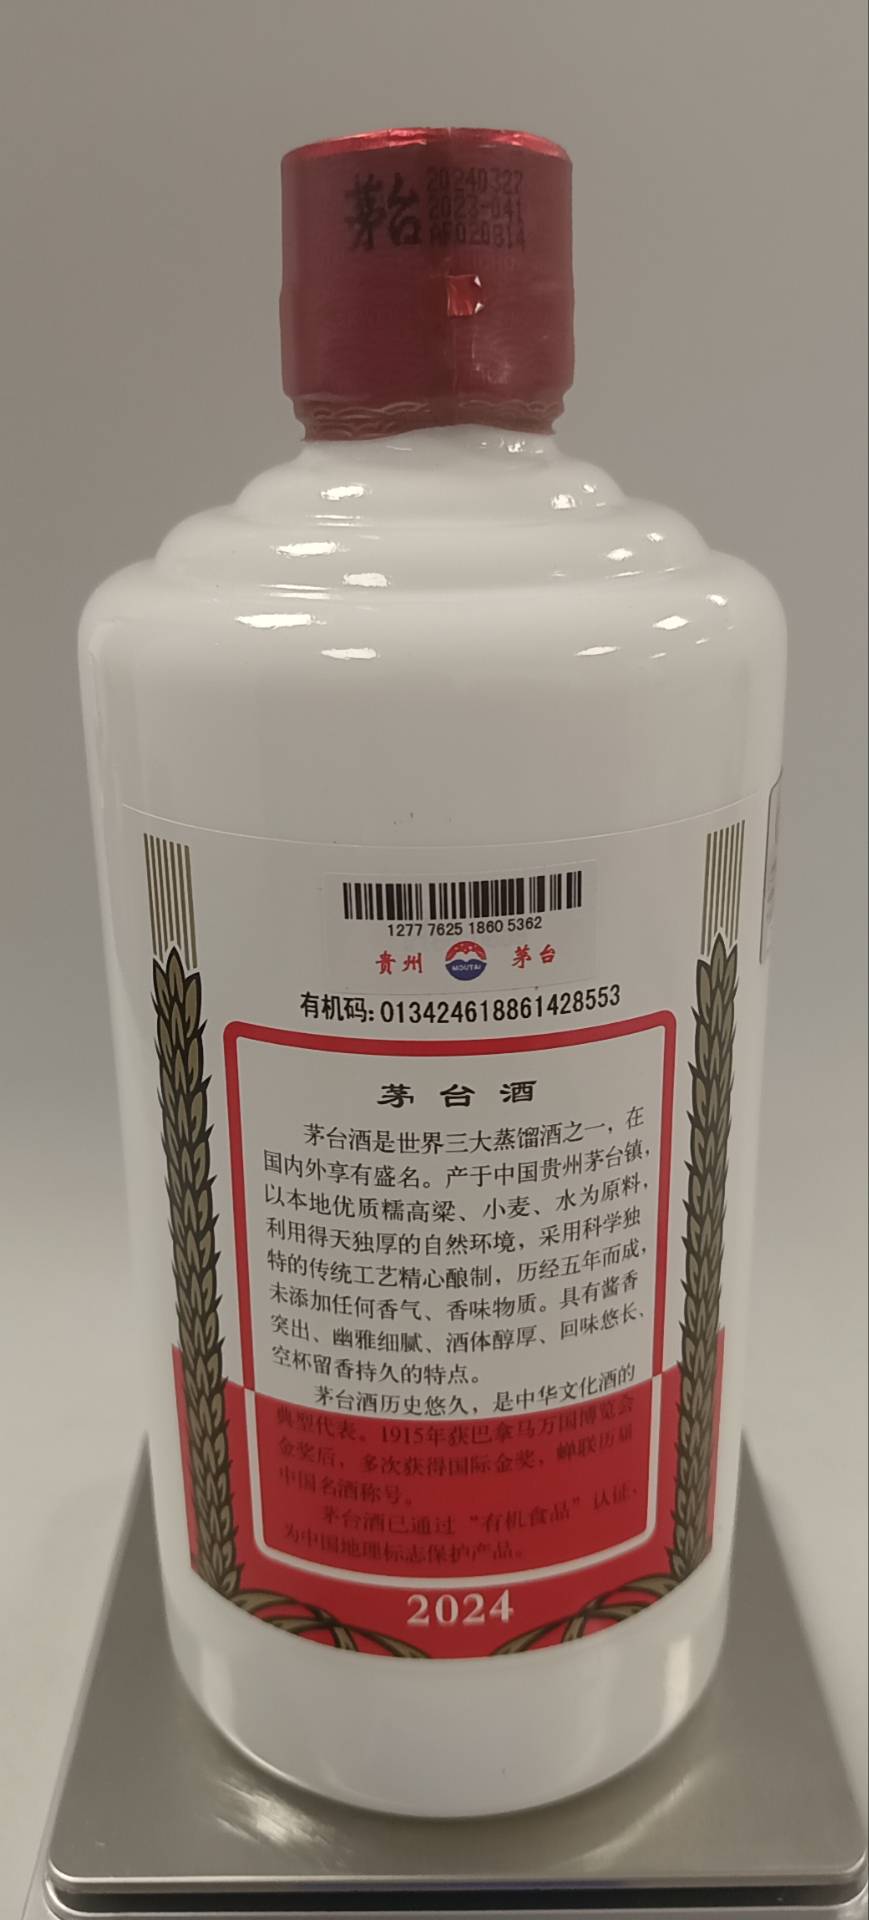 茅台
20240327
2023-041
AF020814
1277 7625 1860 5362
贵州 MOUTAI 茅台
有机码:013424618861428553
茅台酒
茅台酒是世界三大蒸馏酒之一，在
国内外享有盛名。产于中国贵州茅台镇，
以本地优质糯高粱、小麦、水为原料，
利用得天独厚的自然环境，采用科学独
特的传统工艺精心酿制，历经五年而成，
未添加任何香气、香味物质。具有酱香
突出、幽雅细腻、酒体醇厚、回味悠长、
空杯留香持久的特点。
茅台酒历史悠久，是中华文化酒的
典型代表。1915年获巴拿马万国博览会
金奖后，多次获得国际金奖，蝉联历届
中国名酒称号。
茅台酒已通过“有机食品”认证，
为中国地理标志保护产品。
2024